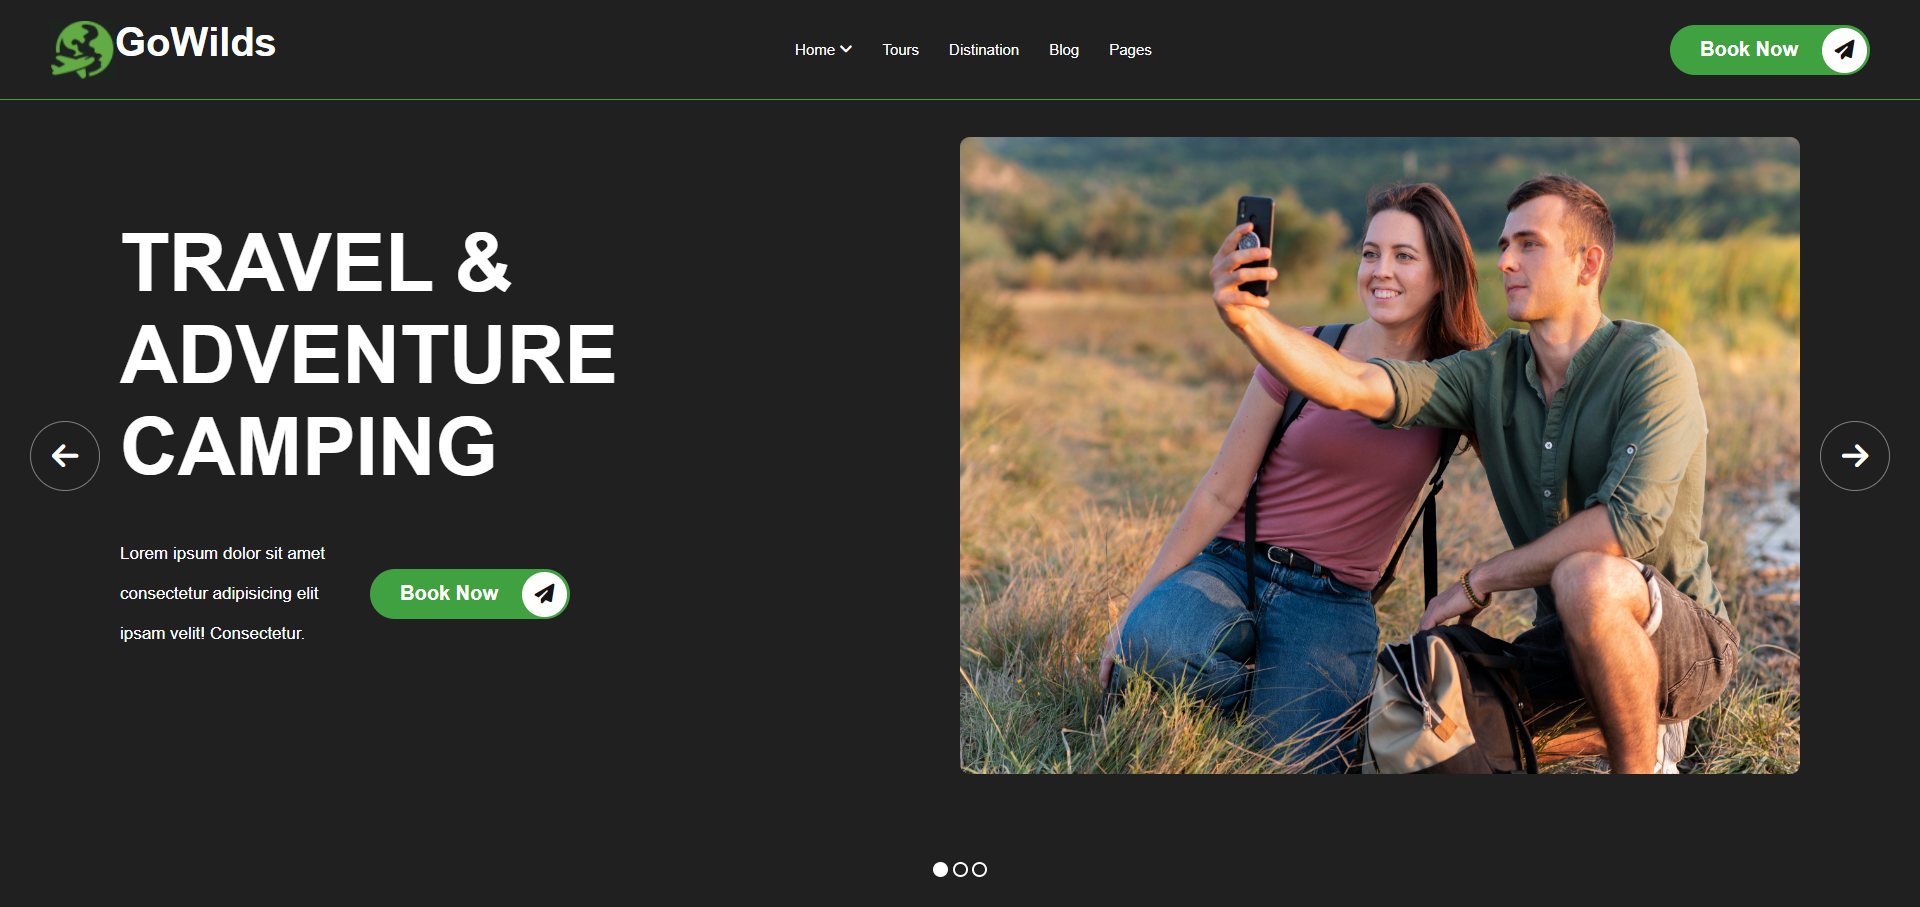 GoWilds
Home Tours Distination Blog Pages
Book Now
TRAVEL &
ADVENTURE
CAMPING
Lorem ipsum dolor sit amet
consectetur adipisicing elit
ipsam velit! Consectetur.
Book Now